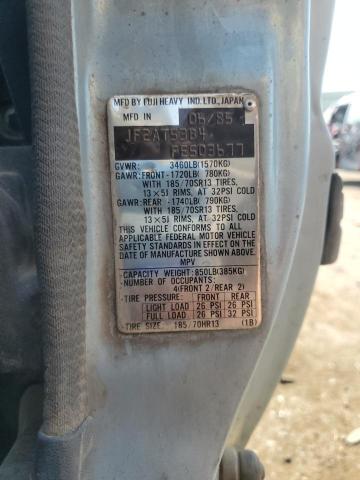 MFD BY FUJI HEAVY IND. LTD., JAPAN
MFD IN 05/85
JF2AT53B4
FE503677
GVWR: 3460LB(1570KG)
GAWR:FRONT-1720LB( 780KG)
WITH 185/70SR13 TIRES,
13×5J RIMS, AT 32PSI COLD
GAWR:REAR -1740LB( 790KG)
WITH 185/70SR13 TIRES,
13×5J RIMS, AT 32PSI COLD
THIS VEHICLE CONFORMS TO ALL
APPLICABLE FEDERAL MOTOR VEHICLE
SAFETY STANDARDS IN EFFECT ON THE
DATE OF MANUFACTURE SHOWN ABOVE.
MPV
CAPACITY WEIGHT:850LB(385KG)
NUMBER OF OCCUPANTS:
4(FRONT 2/REAR 2)
TIRE PRESSURE: FRONT REAR
LIGHT LOAD 26 PSI 26 PSI
FULL LOAD 26 PSI 32 PSI
TIRE SIZE: 185/70HR13 (1B)